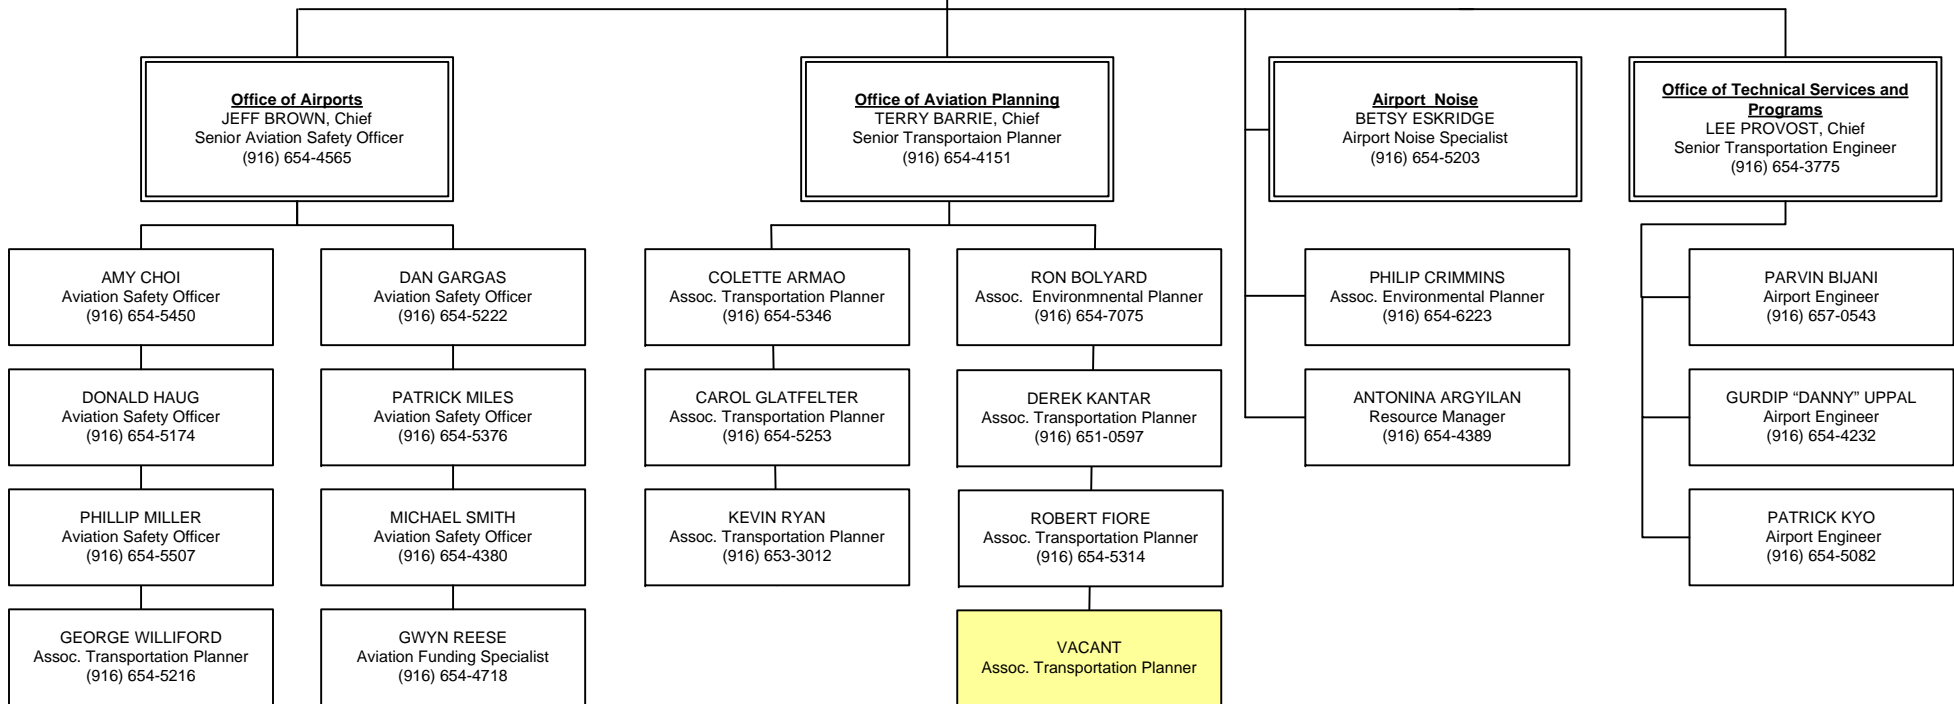 Office of Airports
JEFF BROWN, Chief
Senior Aviation Safety Officer
(916) 654-4565
Office of Aviation Planning
TERRY BARRIE, Chief
Senior Transportaion Planner
(916) 654-4151
Airport Noise
BETSY ESKRIDGE
Airport Noise Specialist
(916) 654-5203
Office of Technical Services and
Programs
LEE PROVOST, Chief
Senior Transportation Engineer
(916) 654-3775
AMY CHOI
Aviation Safety Officer
(916) 654-5450
DAN GARGAS
Aviation Safety Officer
(916) 654-5222
COLETTE ARMAO
Assoc. Transportation Planner
(916) 654-5346
RON BOLYARD
Assoc. Environmnental Planner
(916) 654-7075
PHILIP CRIMMINS
Assoc. Environmental Planner
(916) 654-6223
PARVIN BIJANI
Airport Engineer
(916) 657-0543
DONALD HAUG
Aviation Safety Officer
(916) 654-5174
PATRICK MILES
Aviation Safety Officer
(916) 654-5376
CAROL GLATFELTER
Assoc. Transportation Planner
(916) 654-5253
DEREK KANTAR
Assoc. Transportation Planner
(916) 651-0597
ANTONINA ARGYILAN
Resource Manager
(916) 654-4389
GURDIP “DANNY” UPPAL
Airport Engineer
(916) 654-4232
PHILLIP MILLER
Aviation Safety Officer
(916) 654-5507
MICHAEL SMITH
Aviation Safety Officer
(916) 654-4380
KEVIN RYAN
Assoc. Transportation Planner
(916) 653-3012
ROBERT FIORE
Assoc. Transportation Planner
(916) 654-5314
PATRICK KYO
Airport Engineer
(916) 654-5082
GEORGE WILLIFORD
Assoc. Transportation Planner
(916) 654-5216
GWYN REESE
Aviation Funding Specialist
(916) 654-4718
VACANT
Assoc. Transportation Planner